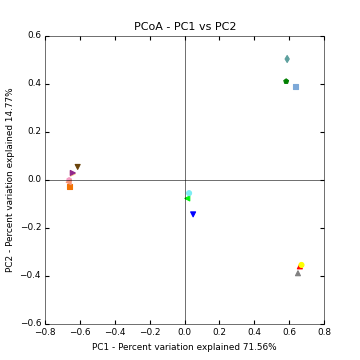 PCoA - PC1 vs PC2
0.6
0.4
0.2
0.0
−0.2
−0.4
−0.6
PC2 - Percent variation explained 14.77%
−0.8 −0.6 −0.4 −0.2 0.0 0.2 0.4 0.6 0.8
PC1 - Percent variation explained 71.56%